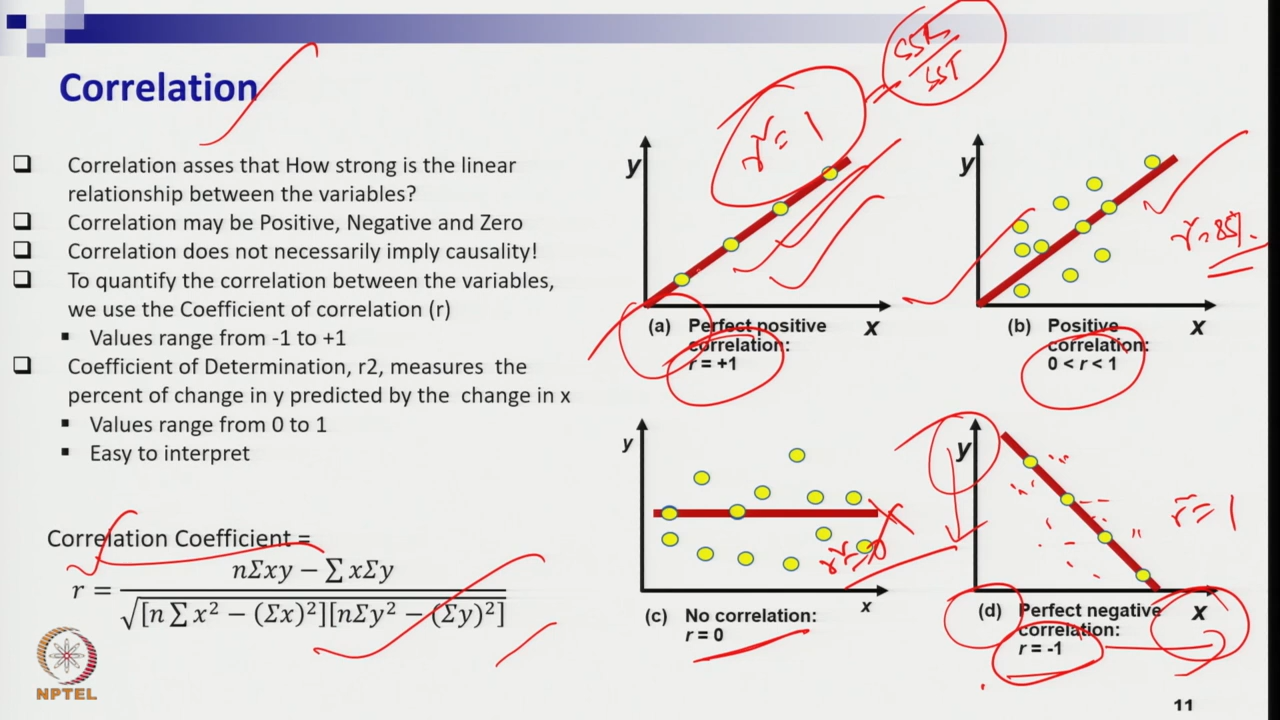 Correlation
❑ Correlation asses that How strong is the linear
relationship between the variables?
❑ Correlation may be Positive, Negative and Zero
❑ Correlation does not necessarily imply causality!
❑ To quantify the correlation between the variables,
we use the Coefficient of correlation (r)
▪ Values range from -1 to +1
❑ Coefficient of Determination, r2, measures the
percent of change in y predicted by the change in x
▪ Values range from 0 to 1
▪ Easy to interpret
Correlation Coefficient =
r = nΣxy − ∑ xΣy / √[n ∑ x² − (Σx)²][nΣy² − (Σy)²]
NPTEL
y
x
(a) Perfect positive
correlation:
r = +1
r² = 1
= SSR / SST
y
x
(b) Positive
correlation:
0 < r < 1
y
x
(c) No correlation:
r = 0
y
x
(d) Perfect negative
correlation:
r = -1
r² = 1
11